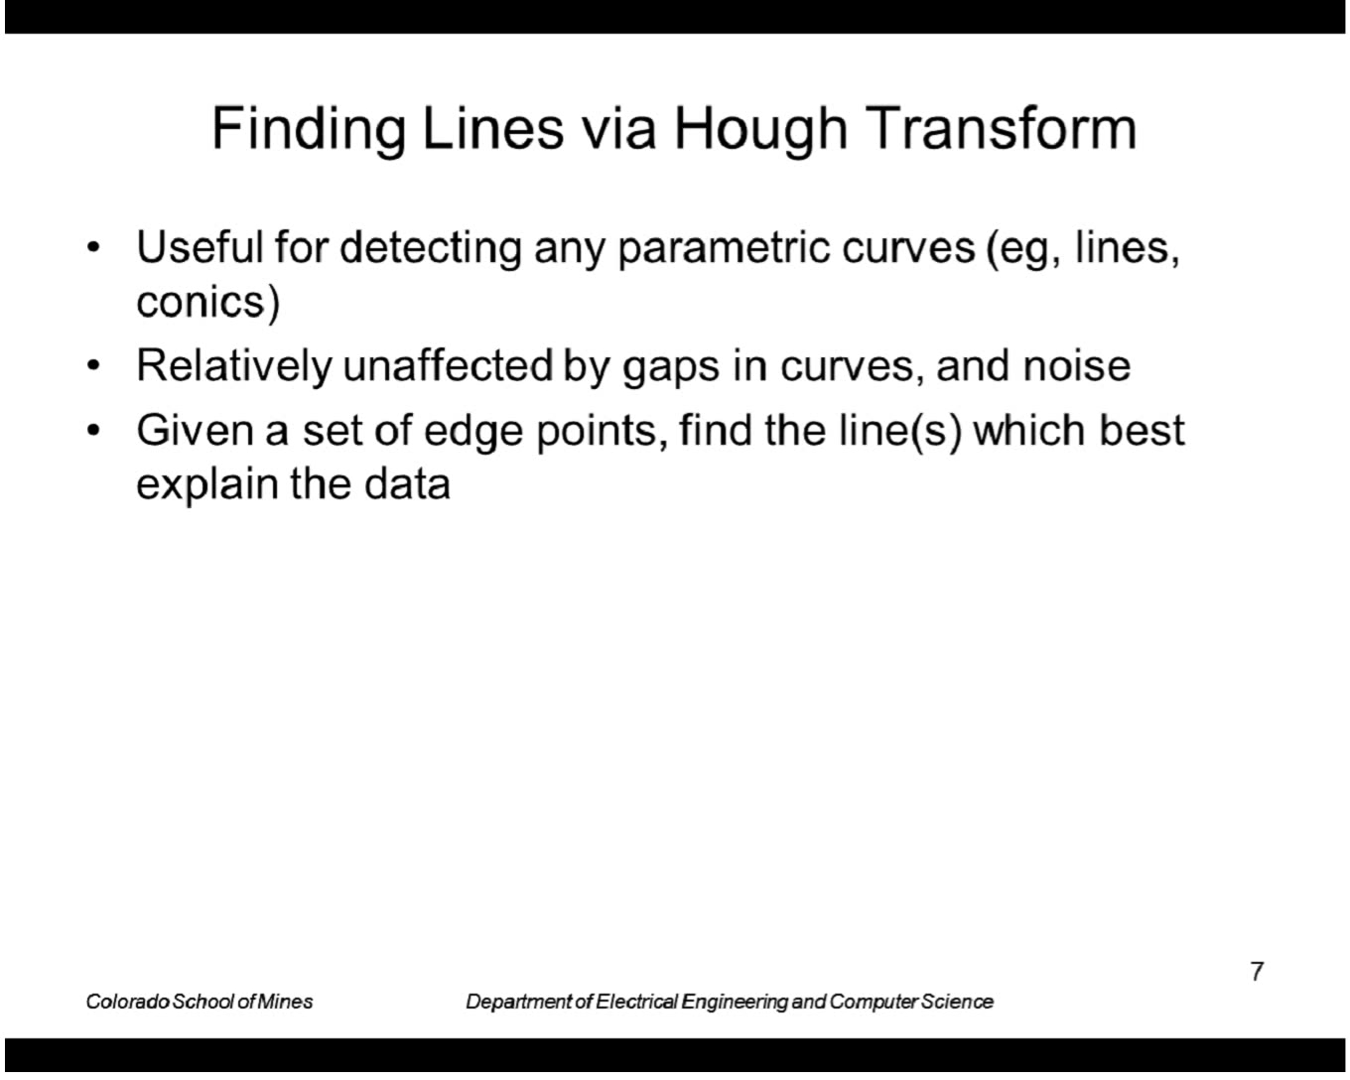 Finding Lines via Hough Transform
• Useful for detecting any parametric curves (eg, lines,
conics)
• Relatively unaffected by gaps in curves, and noise
• Given a set of edge points, find the line(s) which best
explain the data
7
Colorado School of Mines
Department of Electrical Engineering and Computer Science